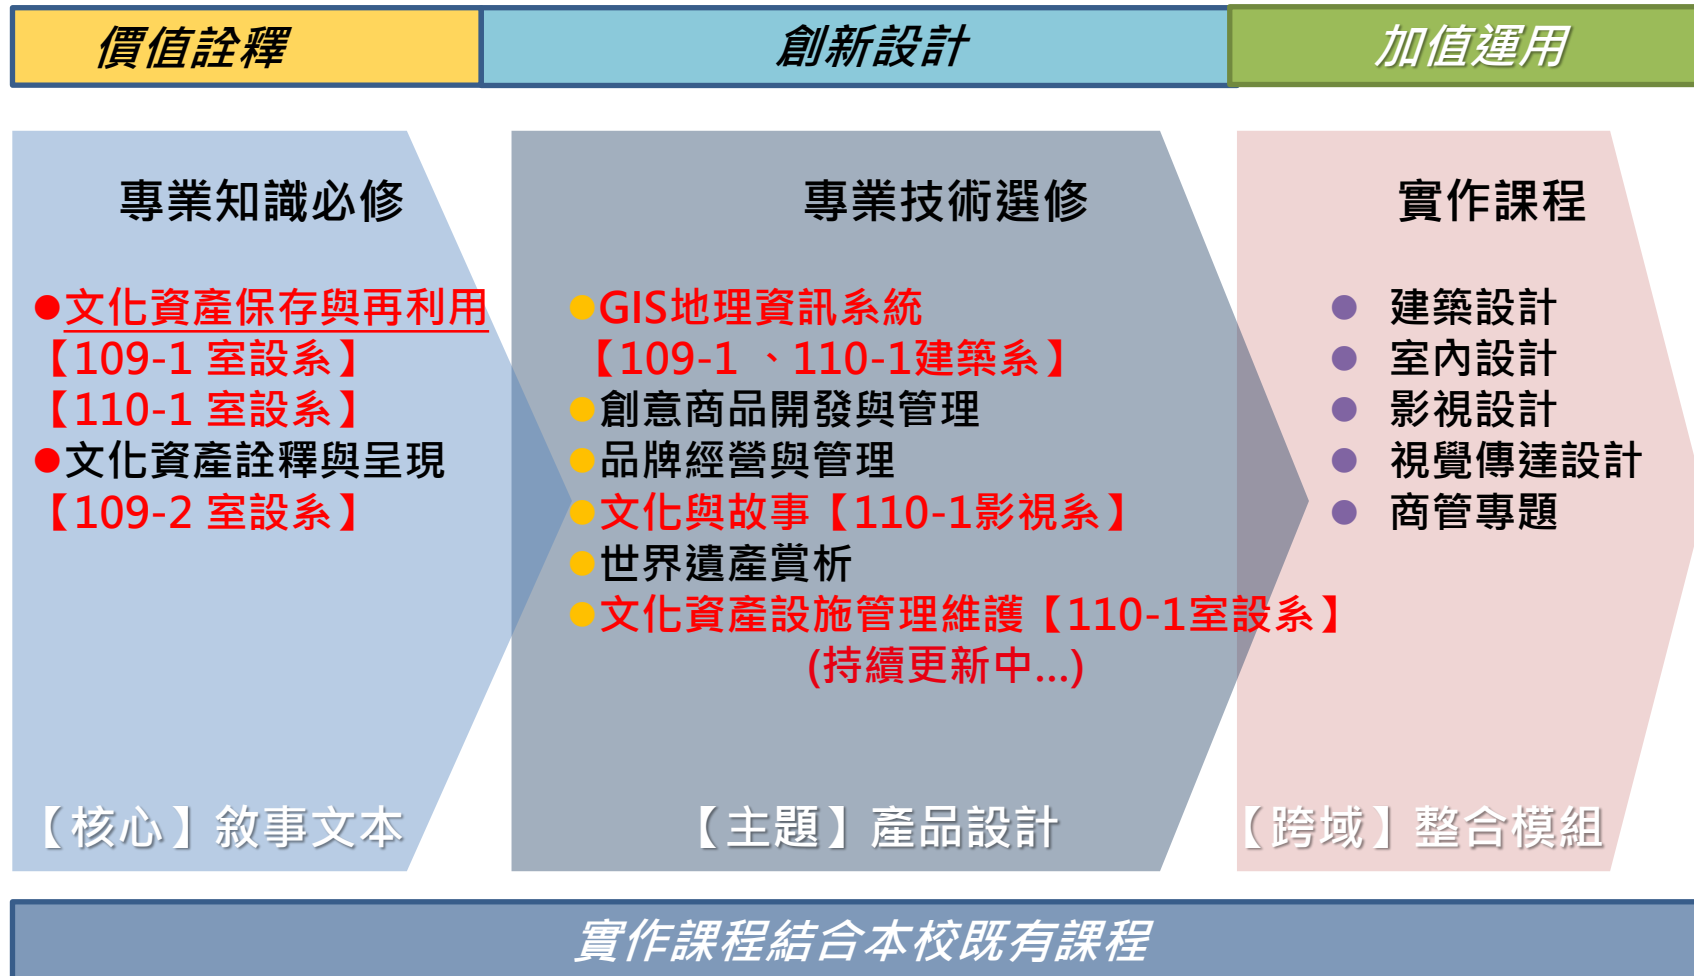 價值詮釋
創新設計
加值運用
專業知識必修
●文化資產保存與再利用
【109-1 室設系】
【110-1 室設系】
●文化資產詮釋與呈現
【109-2 室設系】
【核心】敘事文本
專業技術選修
●GIS地理資訊系統
【109-1 、110-1建築系】
●創意商品開發與管理
●品牌經營與管理
●文化與故事【110-1影視系】
●世界遺產賞析
●文化資產設施管理維護【110-1室設系】
(持續更新中...)
【主題】產品設計
實作課程
● 建築設計
● 室內設計
● 影視設計
● 視覺傳達設計
● 商管專題
【跨域】整合模組
實作課程結合本校既有課程